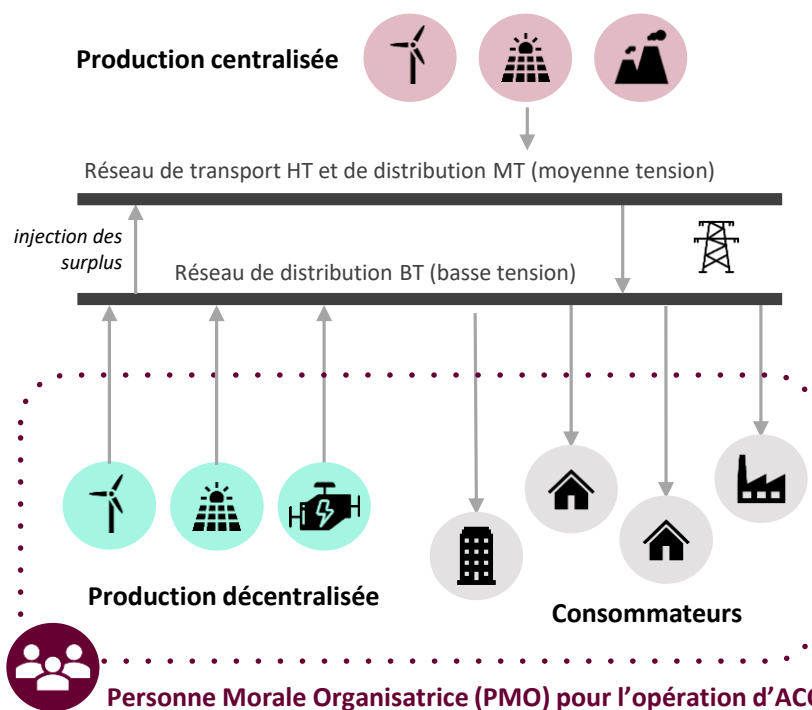 Production centralisée
Réseau de transport HT et de distribution MT (moyenne tension)
injection des
surplus
Réseau de distribution BT (basse tension)
Production décentralisée
Consommateurs
Personne Morale Organisatrice (PMO) pour l'opération d'ACC